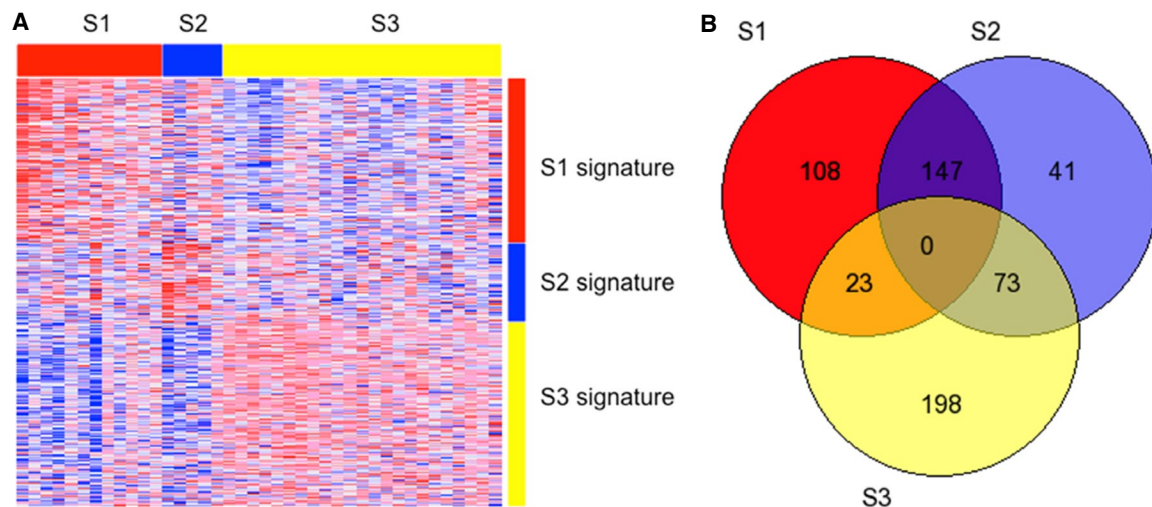 A
S1 S2 S3
S1 signature
S2 signature
S3 signature
B
S1 S2
108 147 41
0
23 73
198
S3